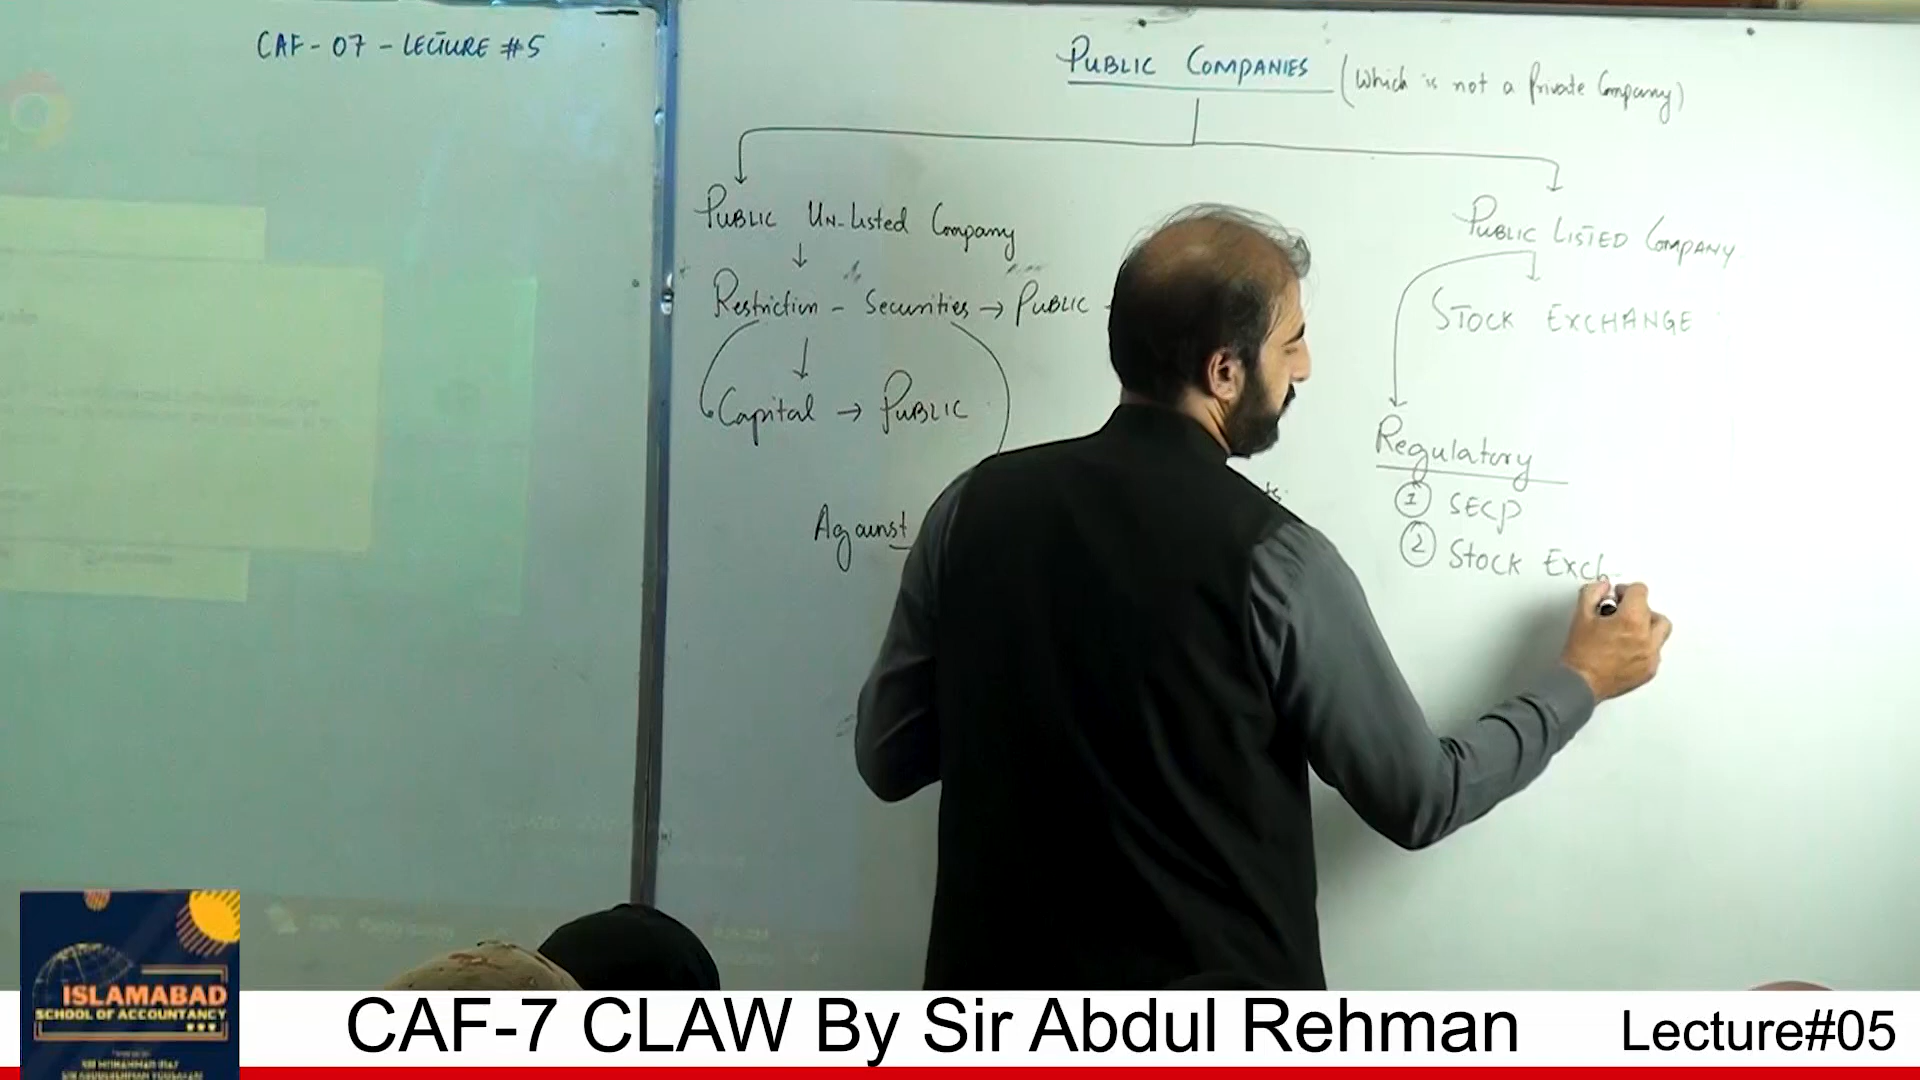 CAF - 07 - LECTURE #5
PUBLIC COMPANIES (which is not a Private Company)
PUBLIC UN-Listed Company
Restriction - Securities → PUBLIC
Capital → PUBLIC
Against
PUBLIC LISTED COMPANY
STOCK EXCHANGE
Regulatory
① SECP
② Stock Exch
ISLAMABAD
SCHOOL OF ACCOUNTANCY
CAF-7 CLAW By Sir Abdul Rehman
Lecture#05